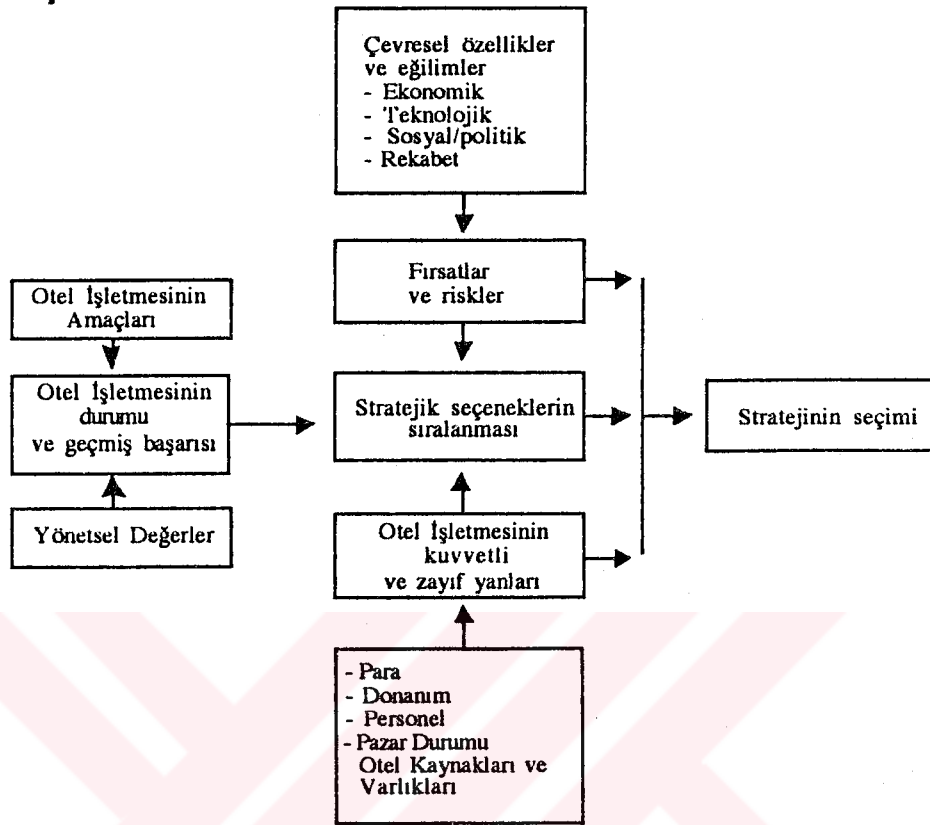 Çevresel özellikler
ve eğilimler
- Ekonomik
- Teknolojik
- Sosyal/politik
- Rekabet
Fırsatlar
ve riskler
Otel İşletmesinin
Amaçları
Otel İşletmesinin
durumu
ve geçmiş başarısı
Yönetsel Değerler
Stratejik seçeneklerin
sıralanması
Stratejinin seçimi
Otel İşletmesinin
kuvvetli
ve zayıf yanları
- Para
- Donanım
- Personel
- Pazar Durumu
Otel Kaynakları ve
Varlıkları